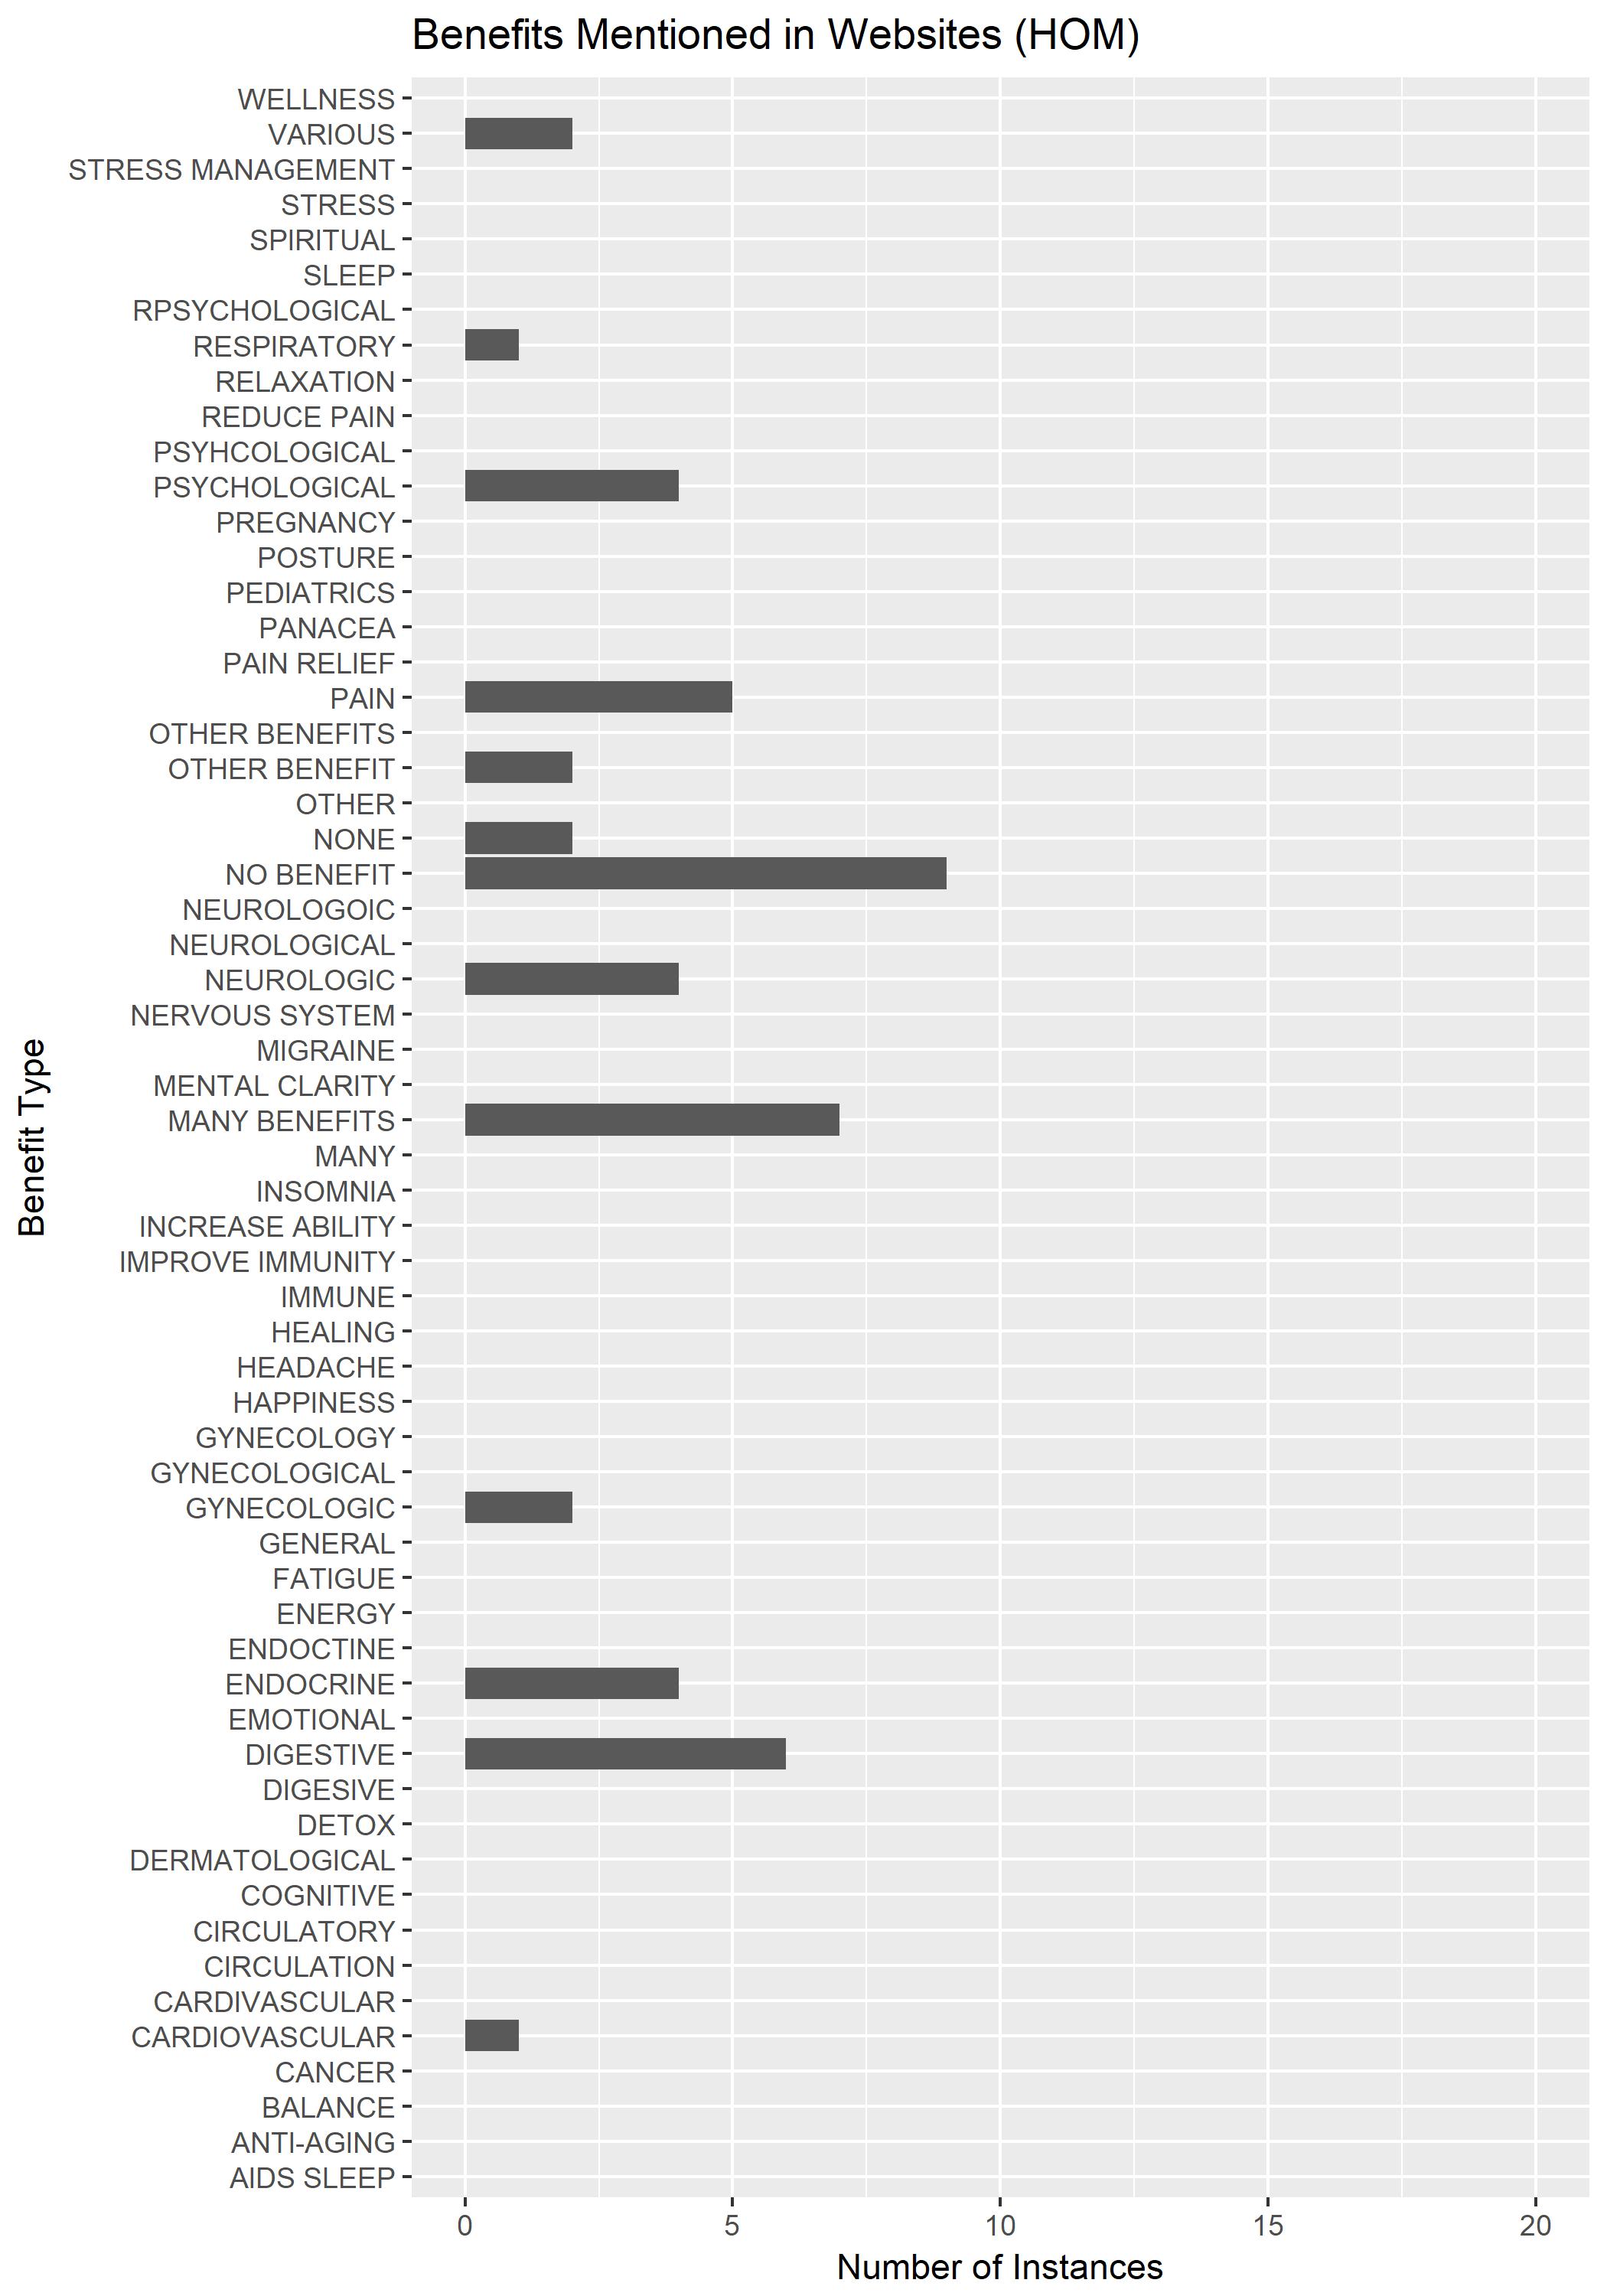 Benefits Mentioned in Websites (HOM)
WELLNESS
VARIOUS
STRESS MANAGEMENT
STRESS
SPIRITUAL
SLEEP
RPSYCHOLOGICAL
RESPIRATORY
RELAXATION
REDUCE PAIN
PSYHCOLOGICAL
PSYCHOLOGICAL
PREGNANCY
POSTURE
PEDIATRICS
PANACEA
PAIN RELIEF
PAIN
OTHER BENEFITS
OTHER BENEFIT
OTHER
NONE
NO BENEFIT
NEUROLOGOIC
NEUROLOGICAL
NEUROLOGIC
NERVOUS SYSTEM
MIGRAINE
MENTAL CLARITY
MANY BENEFITS
MANY
INSOMNIA
INCREASE ABILITY
IMPROVE IMMUNITY
IMMUNE
HEALING
HEADACHE
HAPPINESS
GYNECOLOGY
GYNECOLOGICAL
GYNECOLOGIC
GENERAL
FATIGUE
ENERGY
ENDOCTINE
ENDOCRINE
EMOTIONAL
DIGESTIVE
DIGESIVE
DETOX
DERMATOLOGICAL
COGNITIVE
CIRCULATORY
CIRCULATION
CARDIVASCULAR
CARDIOVASCULAR
CANCER
BALANCE
ANTI-AGING
AIDS SLEEP
Benefit Type
0 5 10 15 20
Number of Instances